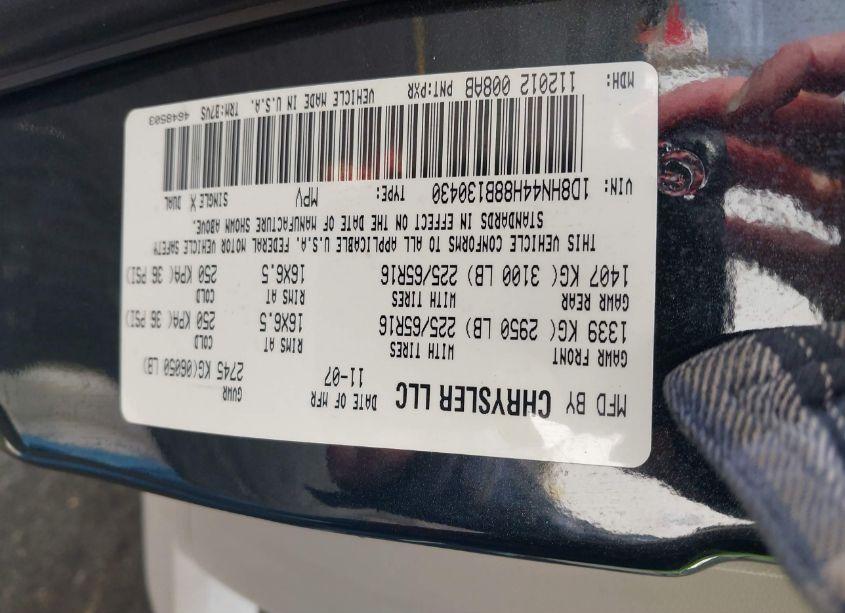 MFD BY CHRYSLER LLC DATE OF MFR GVWR
11-07 2745 KG(06050 LB)
GAWR FRONT WITH TIRES RIMS AT COLD
1339 KG( 2950 LB) 225/65R16 16X6.5 250 KPA( 36 PSI)
GAWR REAR WITH TIRES RIMS AT COLD
1407 KG( 3100 LB) 225/65R16 16X6.5 250 KPA( 36 PSI)
THIS VEHICLE CONFORMS TO ALL APPLICABLE U.S.A. FEDERAL MOTOR VEHICLE SAFETY
STANDARDS IN EFFECT ON THE DATE OF MANUFACTURE SHOWN ABOVE.
VIN: 1D8HN44H88B130430 TYPE: MPV SINGLE X DUAL
MDH: 112012 008AB PNT:PXR VEHICLE MADE IN U.S.A. TRM:B7VS 4648503